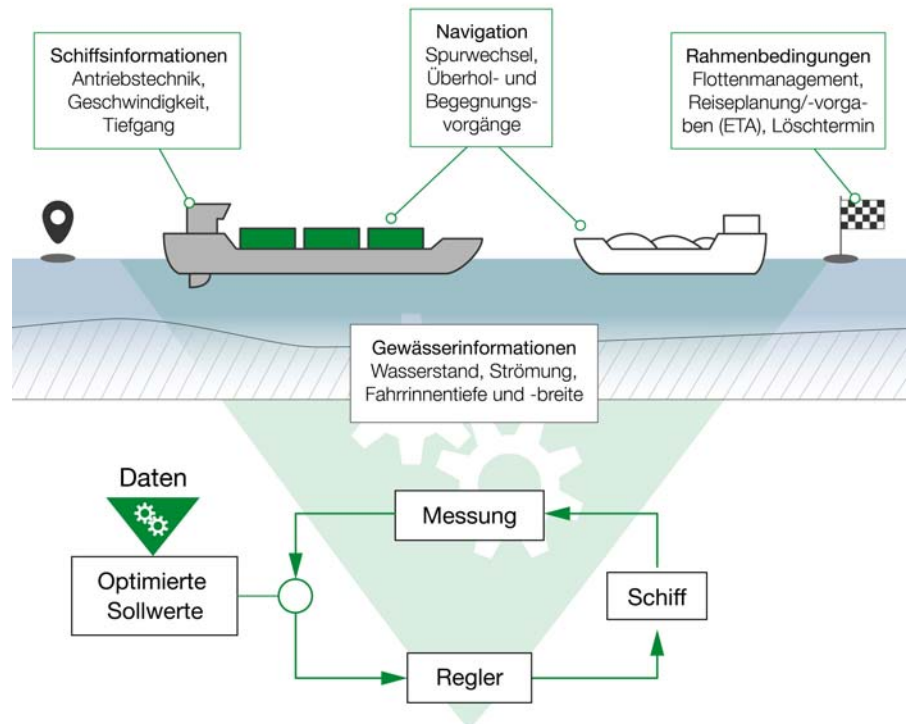 Schiffsinformationen
Antriebstechnik,
Geschwindigkeit,
Tiefgang
Navigation
Spurwechsel,
Überhol- und
Begegnungs-
vorgänge
Rahmenbedingungen
Flottenmanagement,
Reiseplanung/-vorga-
ben (ETA), Löschtermin
Gewässerinformationen
Wasserstand, Strömung,
Fahrrinnentiefe und -breite
Daten
Optimierte
Sollwerte
Messung
Schiff
Regler